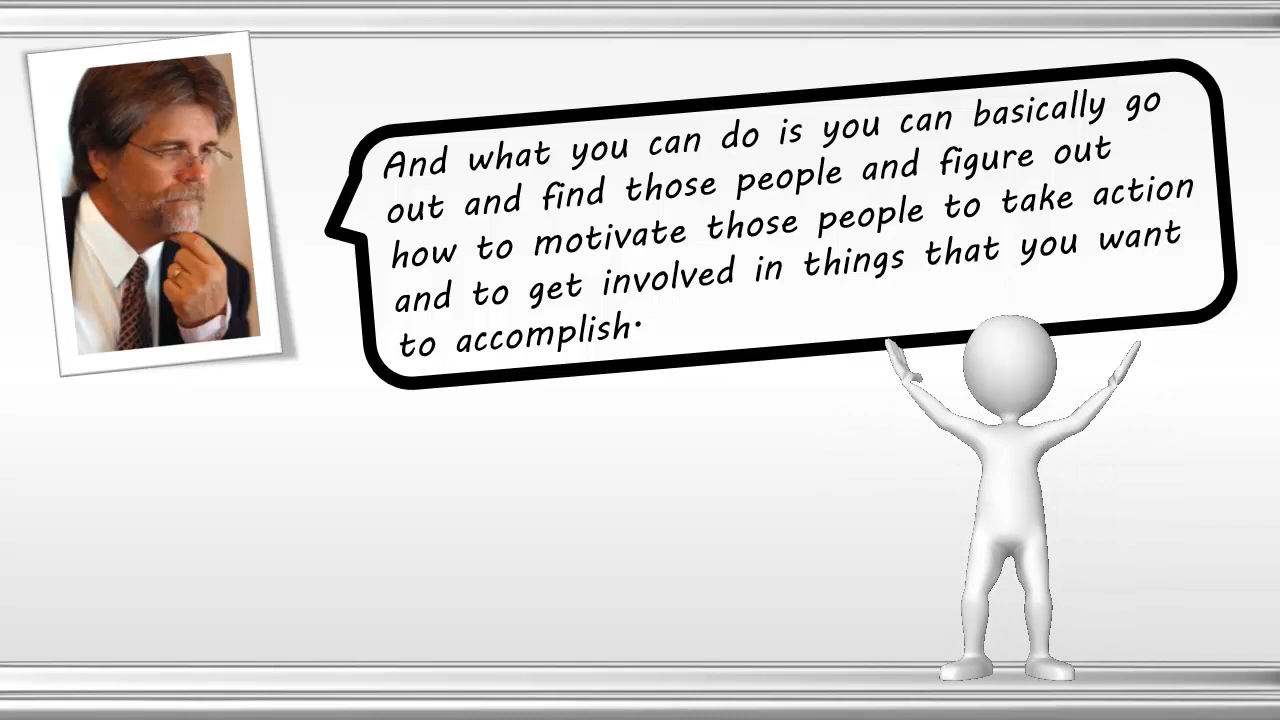 And what you can do is you can basically go
out and find those people and figure out
how to motivate those people to take action
and to get involved in things that you want
to accomplish.